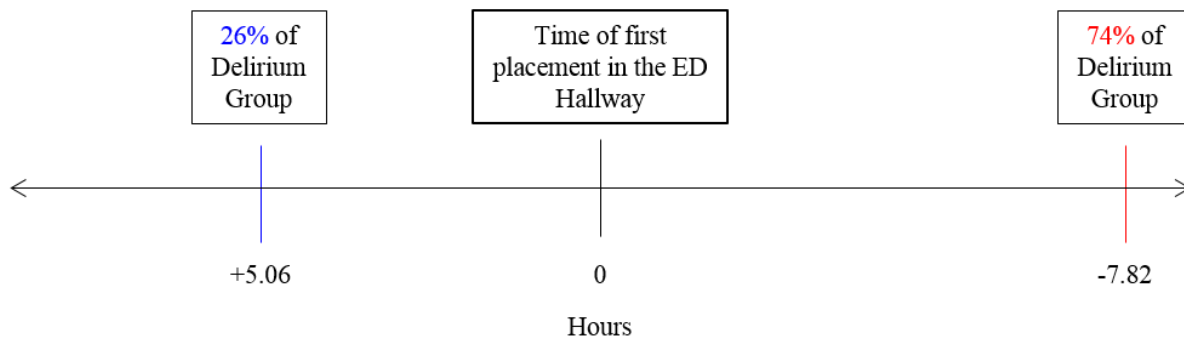 26% of
Delirium
Group
Time of first
placement in the ED
Hallway
74% of
Delirium
Group
+5.06
0
-7.82
Hours